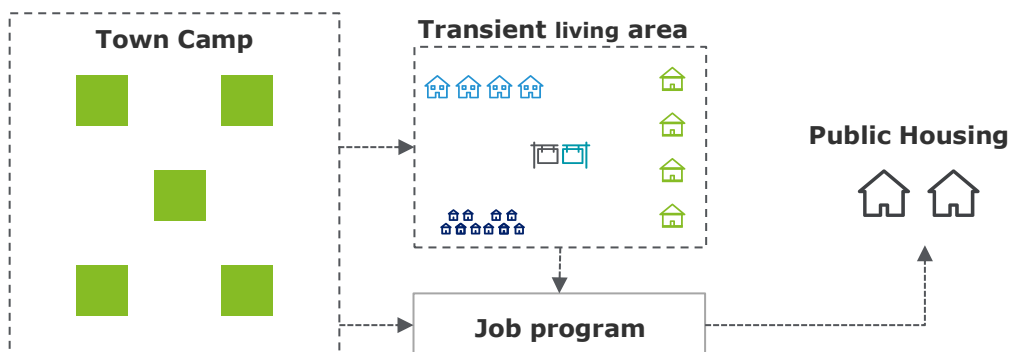 Town Camp
Transient living area
Public Housing
Job program